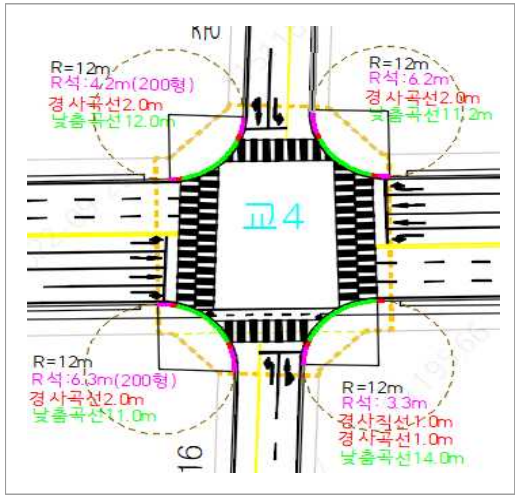 R=12m
R석:4.2m(200형)
경사곡선2.0m
낮춤곡선12.0m
R=12m
R석:6.2m
경사곡선2.0m
낮춤곡선11.2m
교4
R=12m
R석:6.3m(200형)
경사곡선2.0m
낮춤곡선11.0m
R=12m
R석: 3.3m
경사직선1.0m
경사곡선1.0m
낮춤곡선14.0m
16